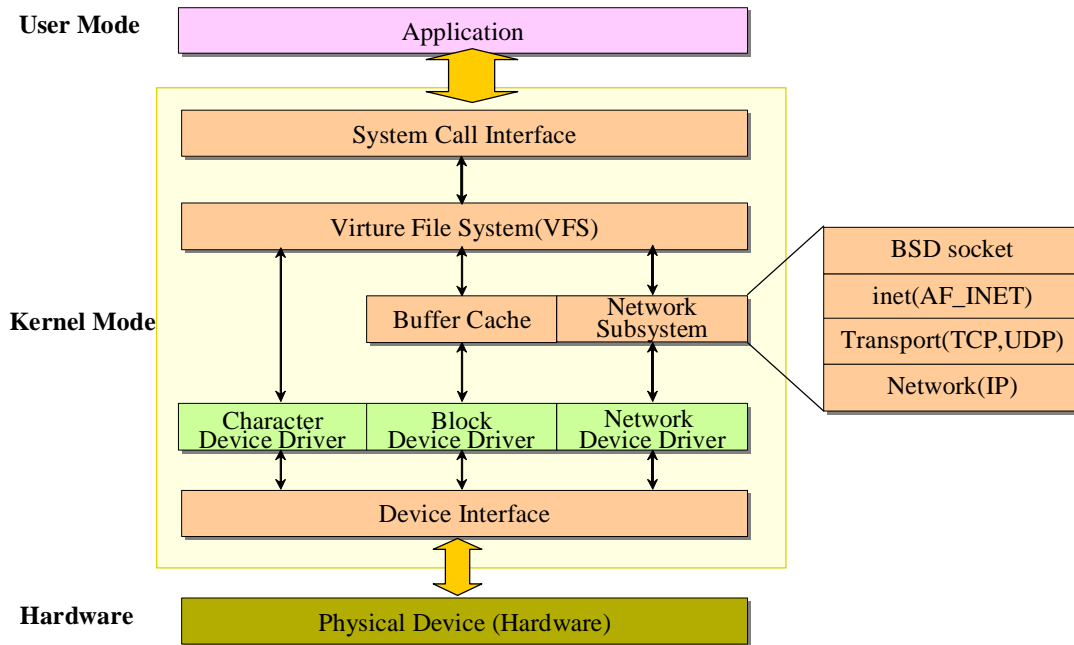 User Mode
Application
System Call Interface
Virture File System(VFS)
BSD socket
inet(AF_INET)
Transport(TCP,UDP)
Network(IP)
Kernel Mode
Buffer Cache
Network
Subsystem
Character
Device Driver
Block
Device Driver
Network
Device Driver
Device Interface
Hardware
Physical Device (Hardware)